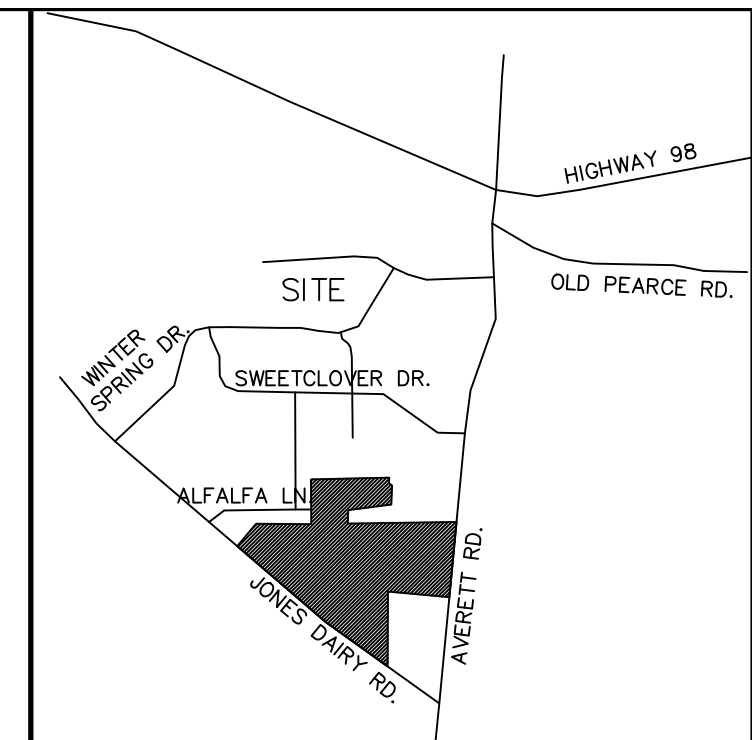 HIGHWAY 98
OLD PEARCE RD.
SITE
WINTER
SPRING DR.
SWEETCLOVER DR.
ALFALFA LN.
AVERETT RD.
JONES DAIRY RD.